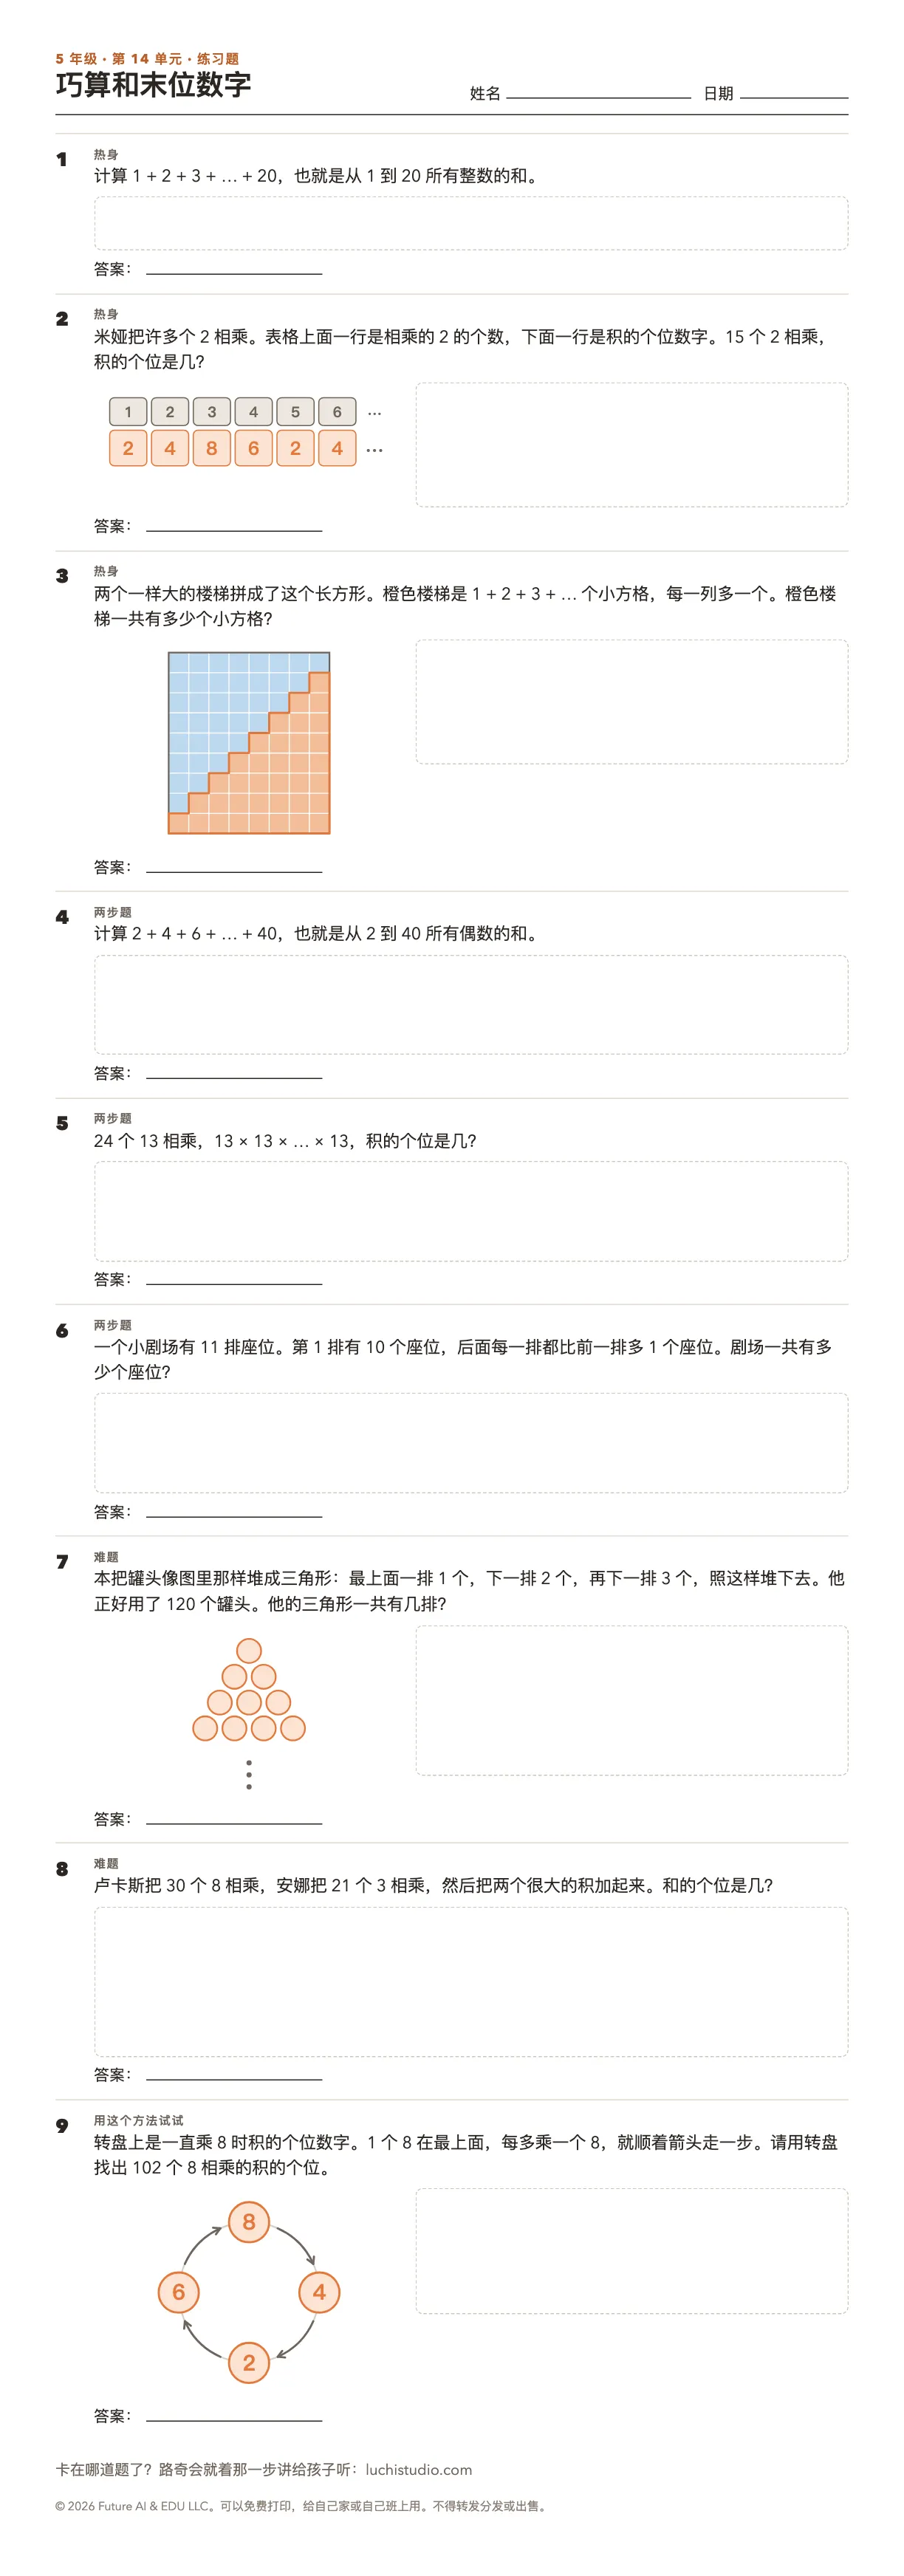 5 年级 · 第 14 单元 · 练习题
巧算和末位数字
姓名 日期
1
热身
计算 1 + 2 + 3 + … + 20，也就是从 1 到 20 所有整数的和。
答案：
2
热身
米娅把许多个 2 相乘。表格上面一行是相乘的 2 的个数，下面一行是积的个位数字。15 个 2 相乘，
积的个位是几？
1 2 3 4 5 6 …
2 4 8 6 2 4 …
答案：
3
热身
两个一样大的楼梯拼成了这个长方形。橙色楼梯是 1 + 2 + 3 + … 个小方格，每一列多一个。橙色楼
梯一共有多少个小方格？
答案：
4
两步题
计算 2 + 4 + 6 + … + 40，也就是从 2 到 40 所有偶数的和。
答案：
5
两步题
24 个 13 相乘，13 × 13 × … × 13，积的个位是几？
答案：
6
两步题
一个小剧场有 11 排座位。第 1 排有 10 个座位，后面每一排都比前一排多 1 个座位。剧场一共有多
少个座位？
答案：
7
难题
本把罐头像图里那样堆成三角形：最上面一排 1 个，下一排 2 个，再下一排 3 个，照这样堆下去。他
正好用了 120 个罐头。他的三角形一共有几排？
答案：
8
难题
卢卡斯把 30 个 8 相乘，安娜把 21 个 3 相乘，然后把两个很大的积加起来。和的个位是几？
答案：
9
用这个方法试试
转盘上是一直乘 8 时积的个位数字。1 个 8 在最上面，每多乘一个 8，就顺着箭头走一步。请用转盘
找出 102 个 8 相乘的积的个位。
8
6 4
2
答案：
卡在哪道题了？路奇会就着那一步讲给孩子听：luchistudio.com
© 2026 Future AI & EDU LLC。可以免费打印，给自己家或自己班上用。不得转发分发或出售。